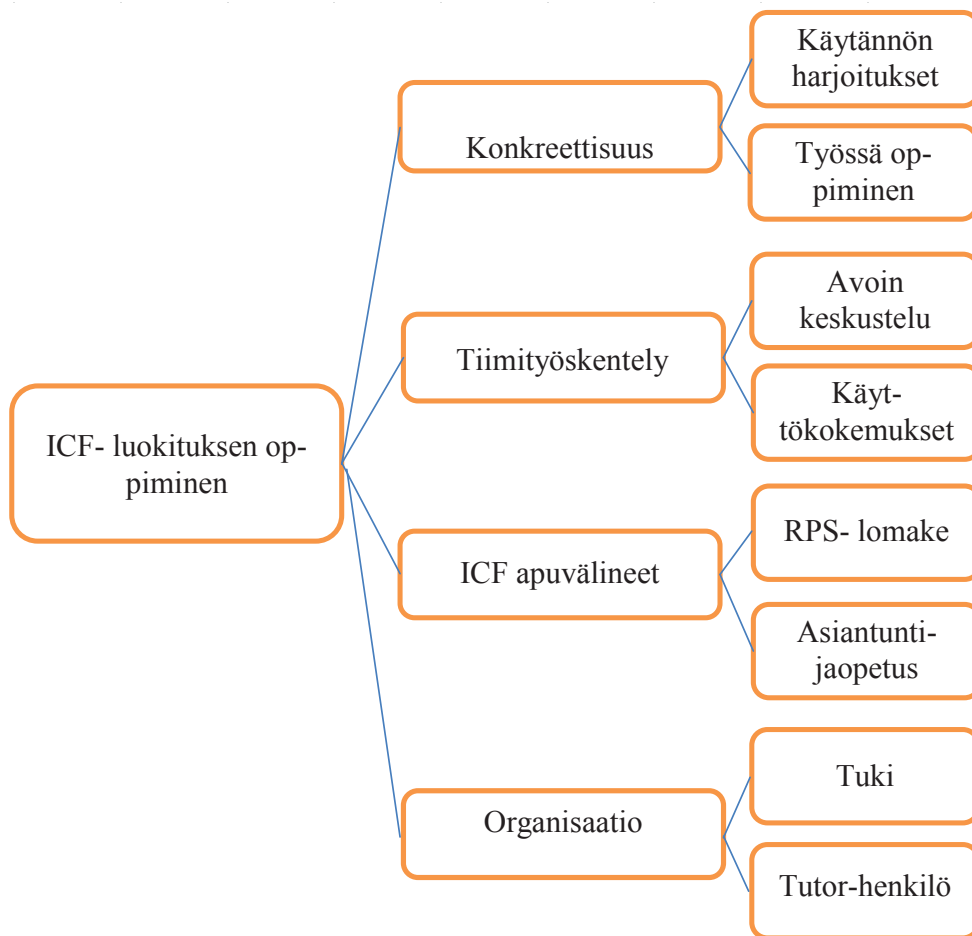 Käytännön
harjoitukset
Konkreettisuus
Työssä op-
piminen
Avoin
keskustelu
Tiimityöskentely
Käyt-
tökokemukset
ICF- luokituksen op-
piminen
RPS- lomake
ICF apuvälineet
Asiantunti-
jaopetus
Tuki
Organisaatio
Tutor-henkilö